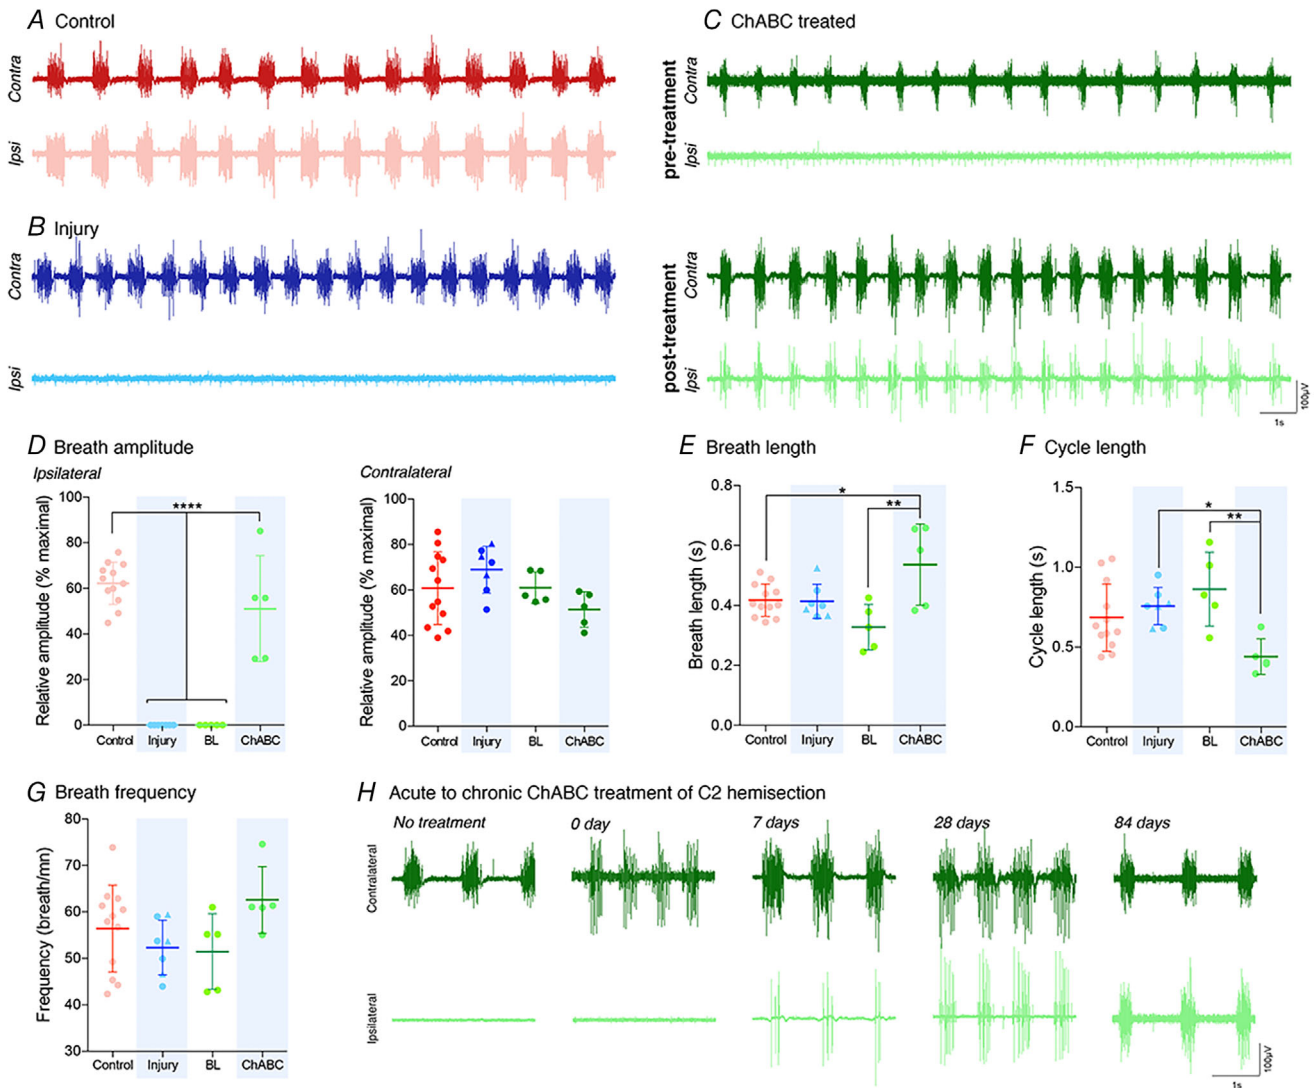 A Control
Contra
Ipsi
B Injury
Contra
Ipsi
C ChABC treated
pre-treatment
Contra
Ipsi
post-treatment
Contra
Ipsi
100μV
1s
D Breath amplitude
Ipsilateral
Relative amplitude (% maximal)
100
80
60
40
20
0
****
Control Injury BL ChABC
Contralateral
Relative amplitude (% maximal)
100
80
60
40
20
0
Control Injury BL ChABC
E Breath length
Breath length (s)
0.8
0.6
0.4
0.2
0.0
*
**
Control Injury BL ChABC
F Cycle length
Cycle length (s)
1.5
1.0
0.5
0.0
*
**
Control Injury BL ChABC
G Breath frequency
Frequency (breath/mn)
80
70
60
50
40
30
Control Injury BL ChABC
H Acute to chronic ChABC treatment of C2 hemisection
No treatment 0 day 7 days 28 days 84 days
Contralateral
Ipsilateral
100μV
1s